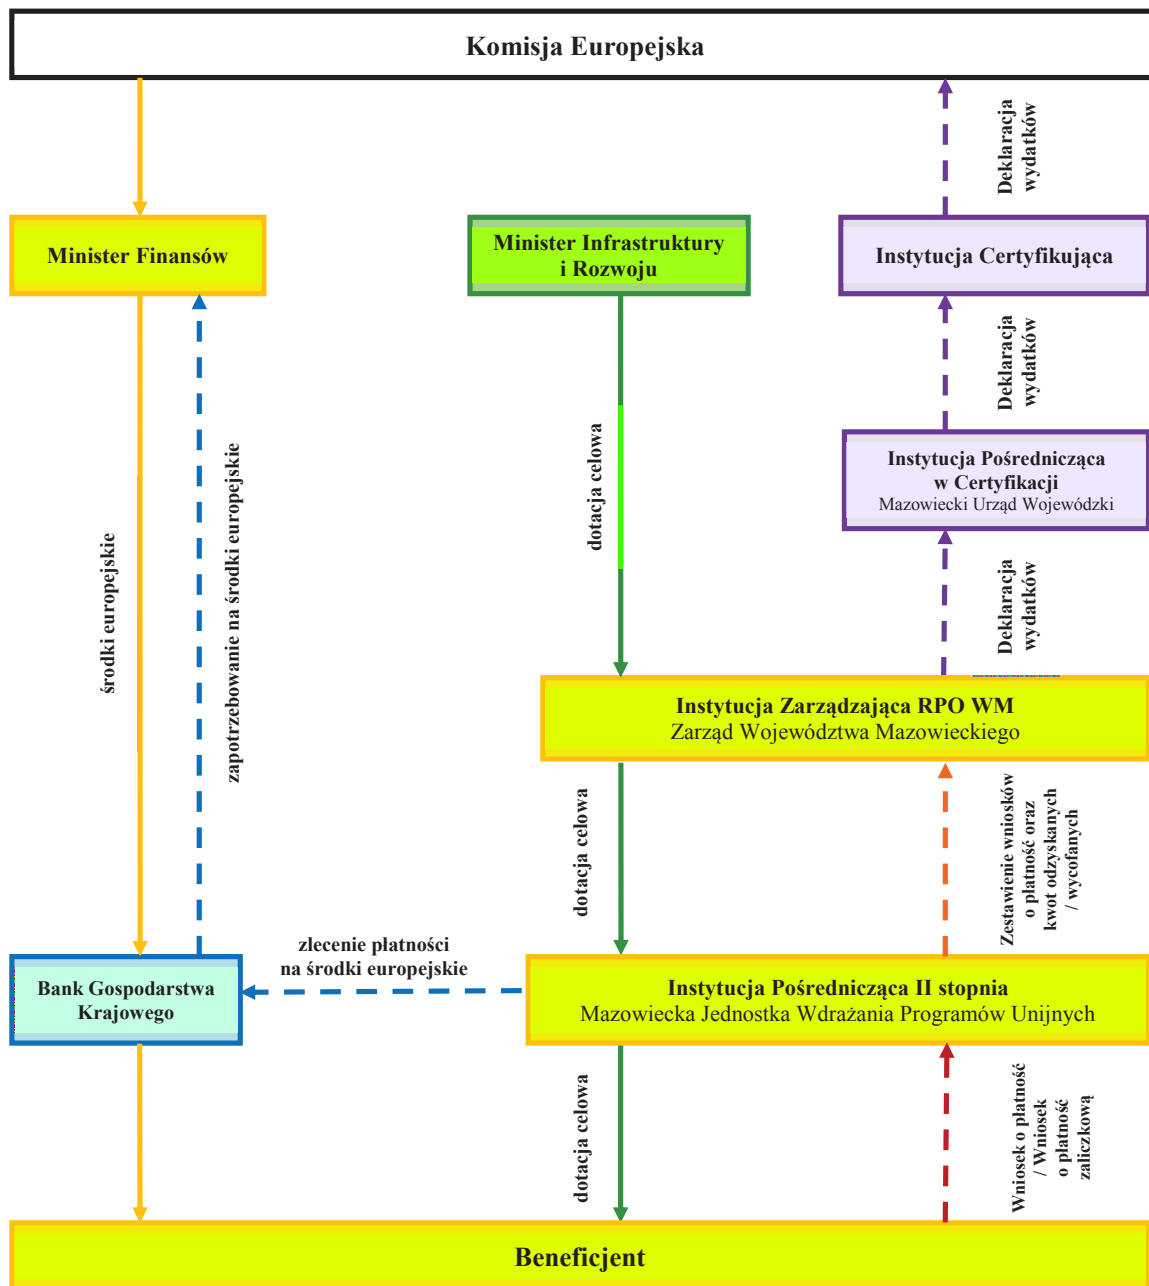 Komisja Europejska
Deklaracja
wydatków
Minister Finansów
Minister Infrastruktury
i Rozwoju
Instytucja Certyfikująca
Deklaracja
wydatków
Instytucja Pośrednicząca
w Certyfikacji
Mazowiecki Urząd Wojewódzki
środki europejskie
zapotrzebowanie na środki europejskie
dotacja celowa
Deklaracja
wydatków
Instytucja Zarządzająca RPO WM
Zarząd Województwa Mazowieckiego
dotacja celowa
Zestawienie wniosków
o płatność oraz
kwot odzyskanych
/ wycofanych
zlecenie płatności
na środki europejskie
Bank Gospodarstwa
Krajowego
Instytucja Pośrednicząca II stopnia
Mazowiecka Jednostka Wdrażania Programów Unijnych
dotacja celowa
Wniosek o płatność
/ Wniosek
o płatność
zaliczkową
Beneficjent